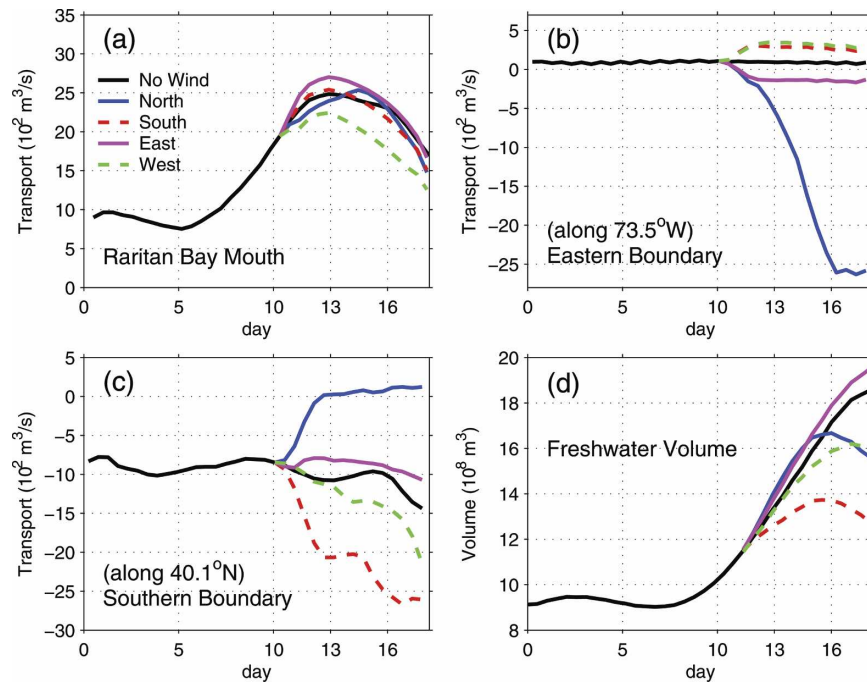 (a)
35
30
25
20
15
10
5
0
Transport (10² m³/s)
No Wind
North
South
East
West
Raritan Bay Mouth
0 5 10 13 16
day
(b)
5
0
−5
−10
−15
−20
−25
Transport (10² m³/s)
(along 73.5°W)
Eastern Boundary
0 5 10 13 16
day
(c)
5
0
−5
−10
−15
−20
−25
−30
Transport (10² m³/s)
(along 40.1°N)
Southern Boundary
0 5 10 13 16
day
(d)
20
18
16
14
12
10
9
8
Volume (10⁸ m³)
Freshwater Volume
0 5 10 13 16
day